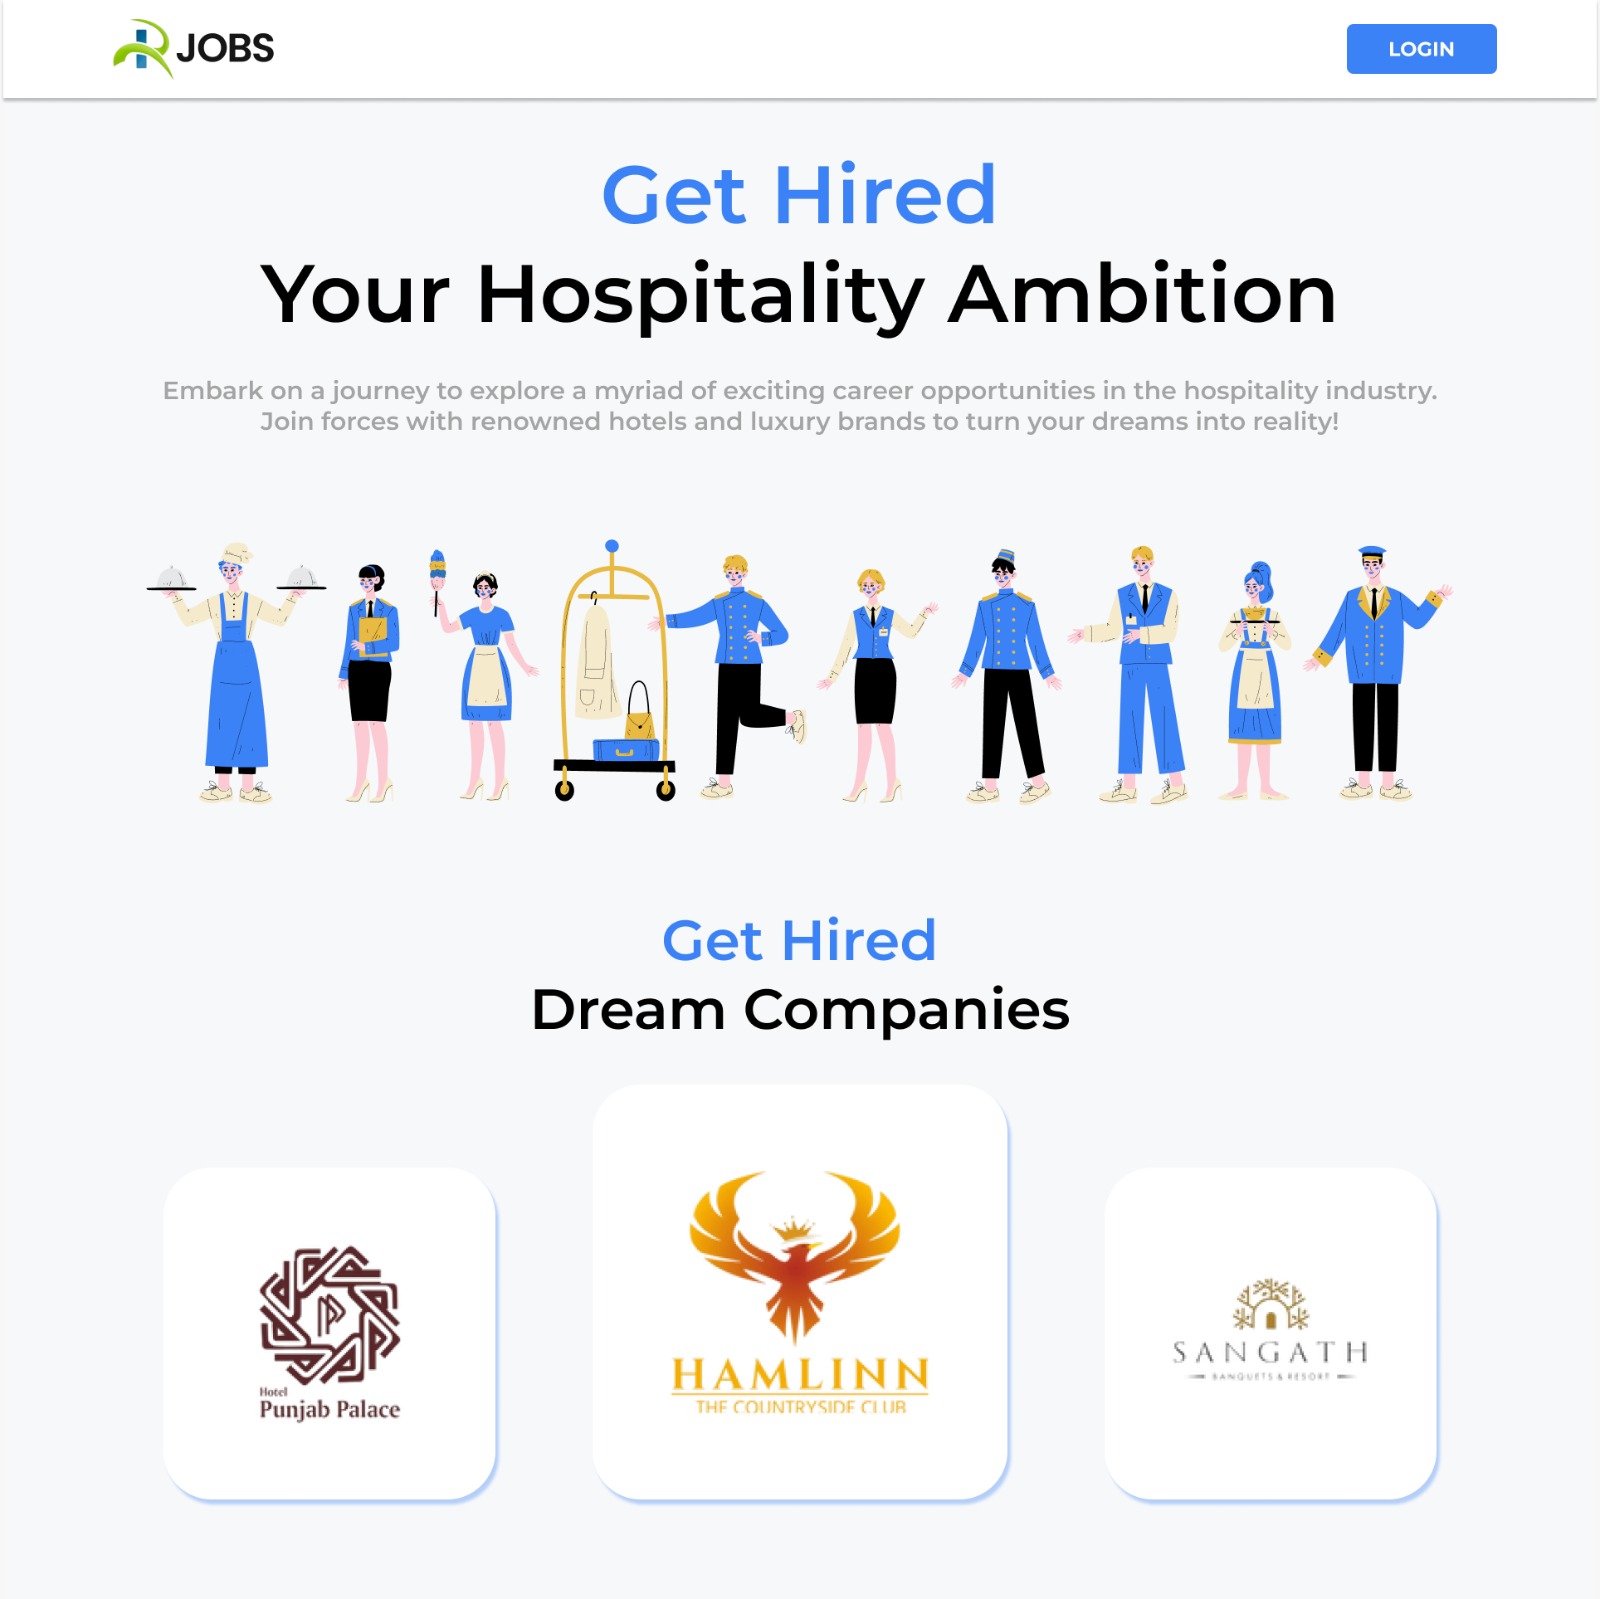 R JOBS
LOGIN
Get Hired
Your Hospitality Ambition
Embark on a journey to explore a myriad of exciting career opportunities in the hospitality industry.
Join forces with renowned hotels and luxury brands to turn your dreams into reality!
Get Hired
Dream Companies
P
Hotel
Punjab Palace
HAMLINN
THE COUNTRYSIDE CLUB
SANGATH
BANQUETS & RESORT